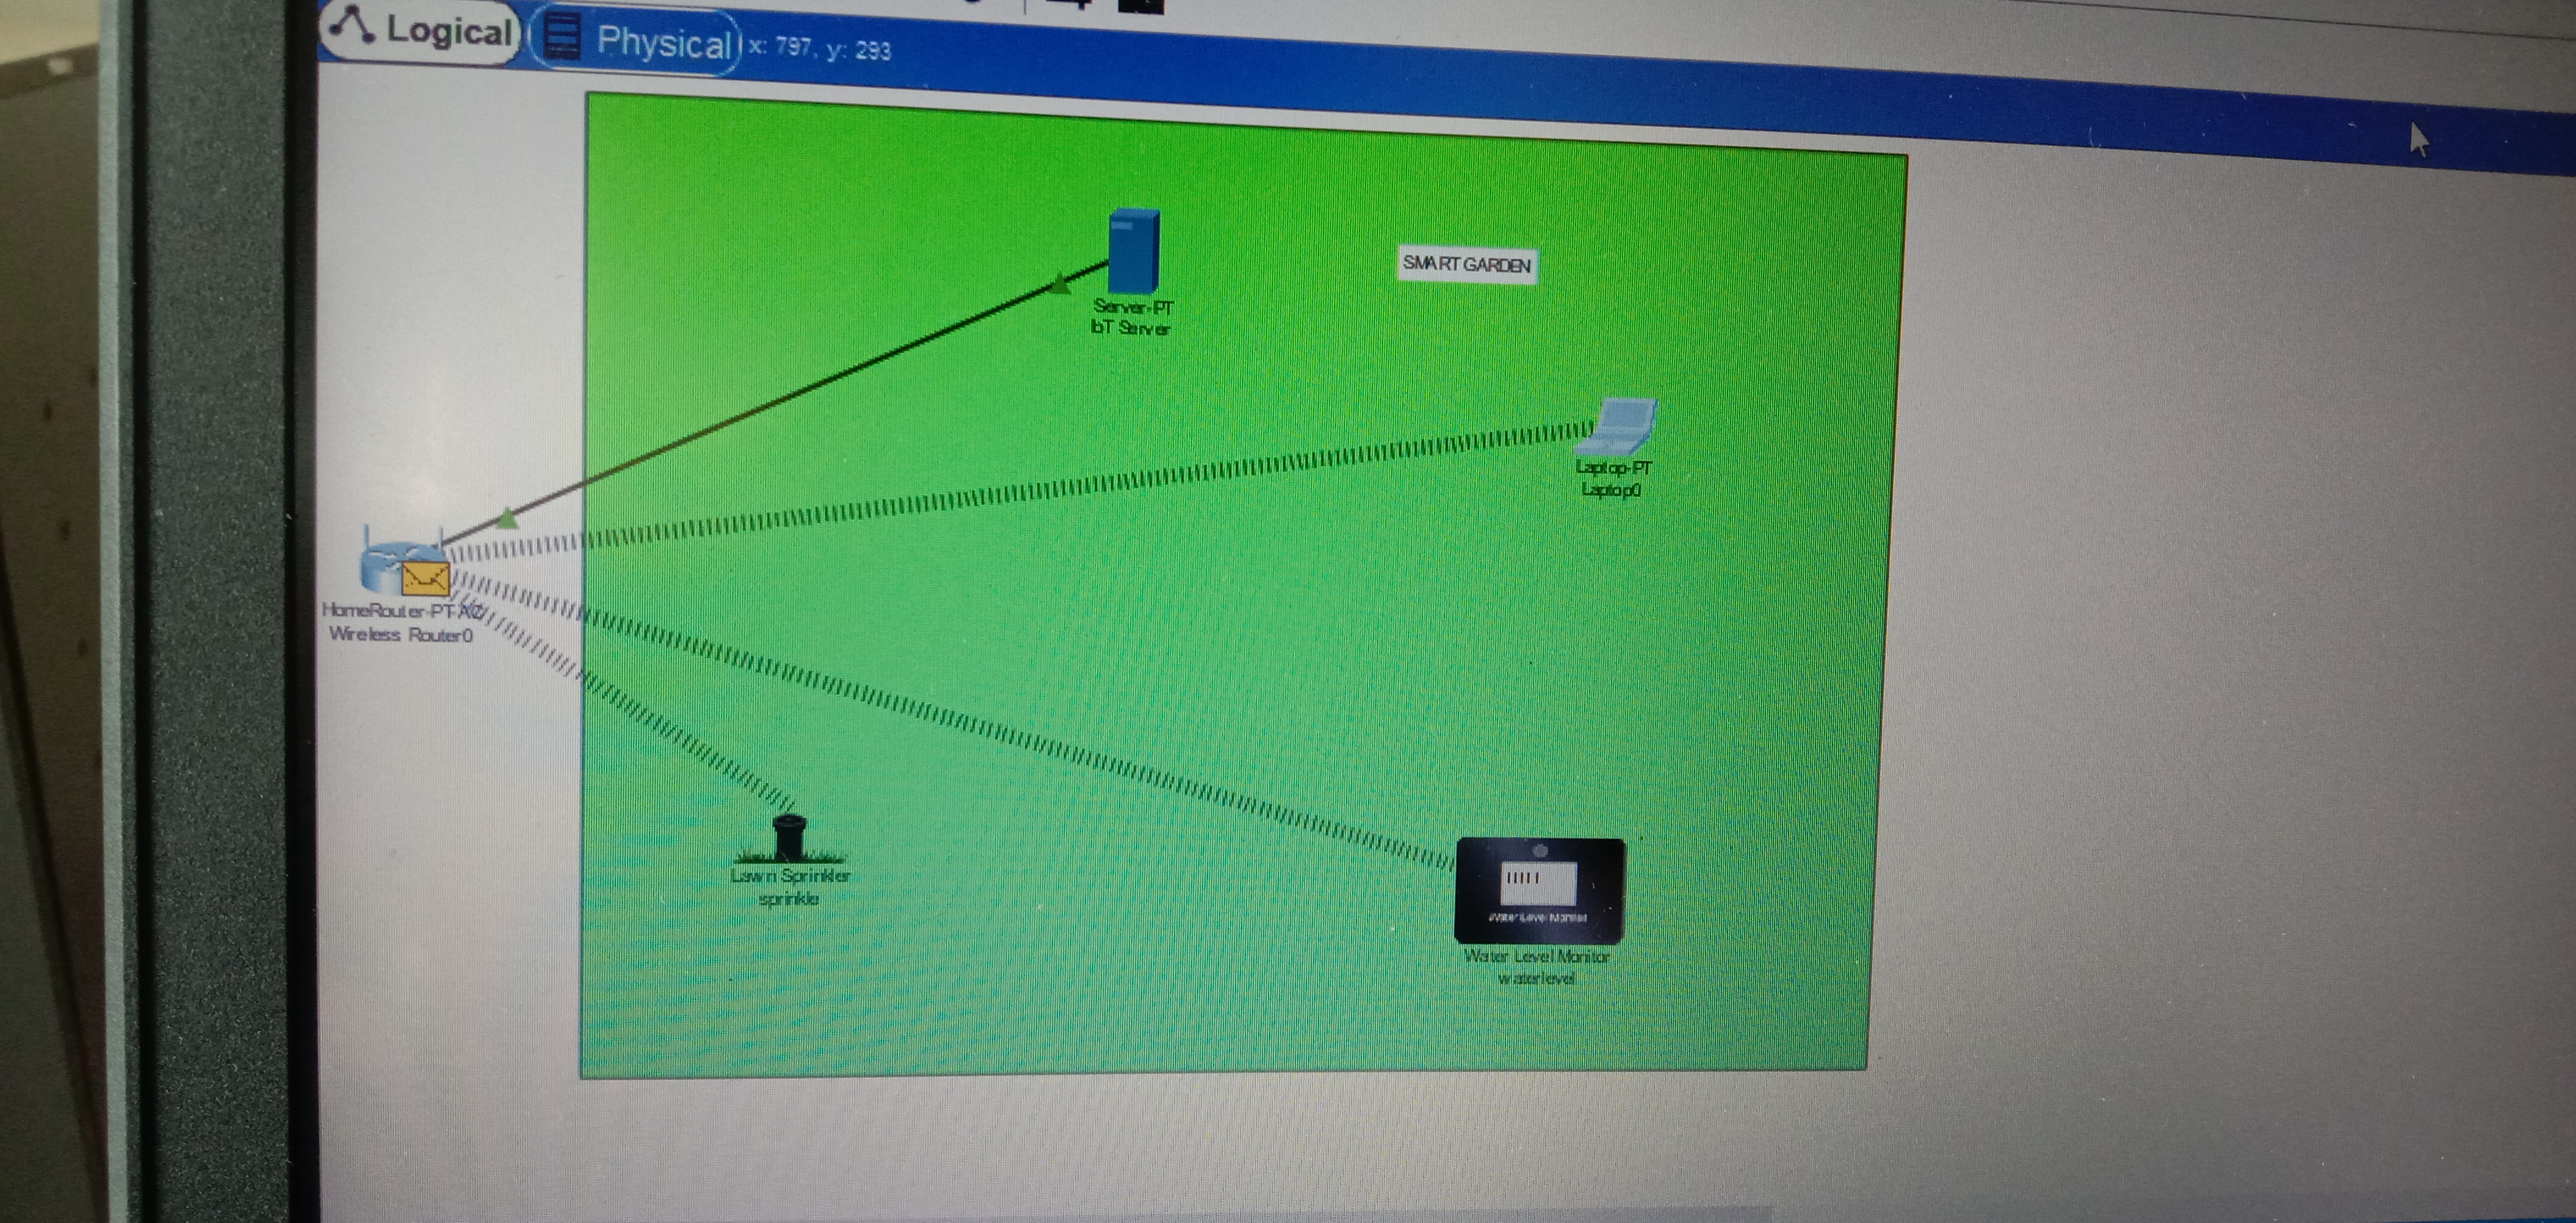 Logical
Physical x: 797, y: 293
SMART GARDEN
Server-PT
IoT Server
Laptop-PT
Laptop0
HomeRouter-PT-AC
Wireless Router0
Lawn Sprinkler
sprinkle
Water Level Monitor
Water Level Monitor
waterlevel